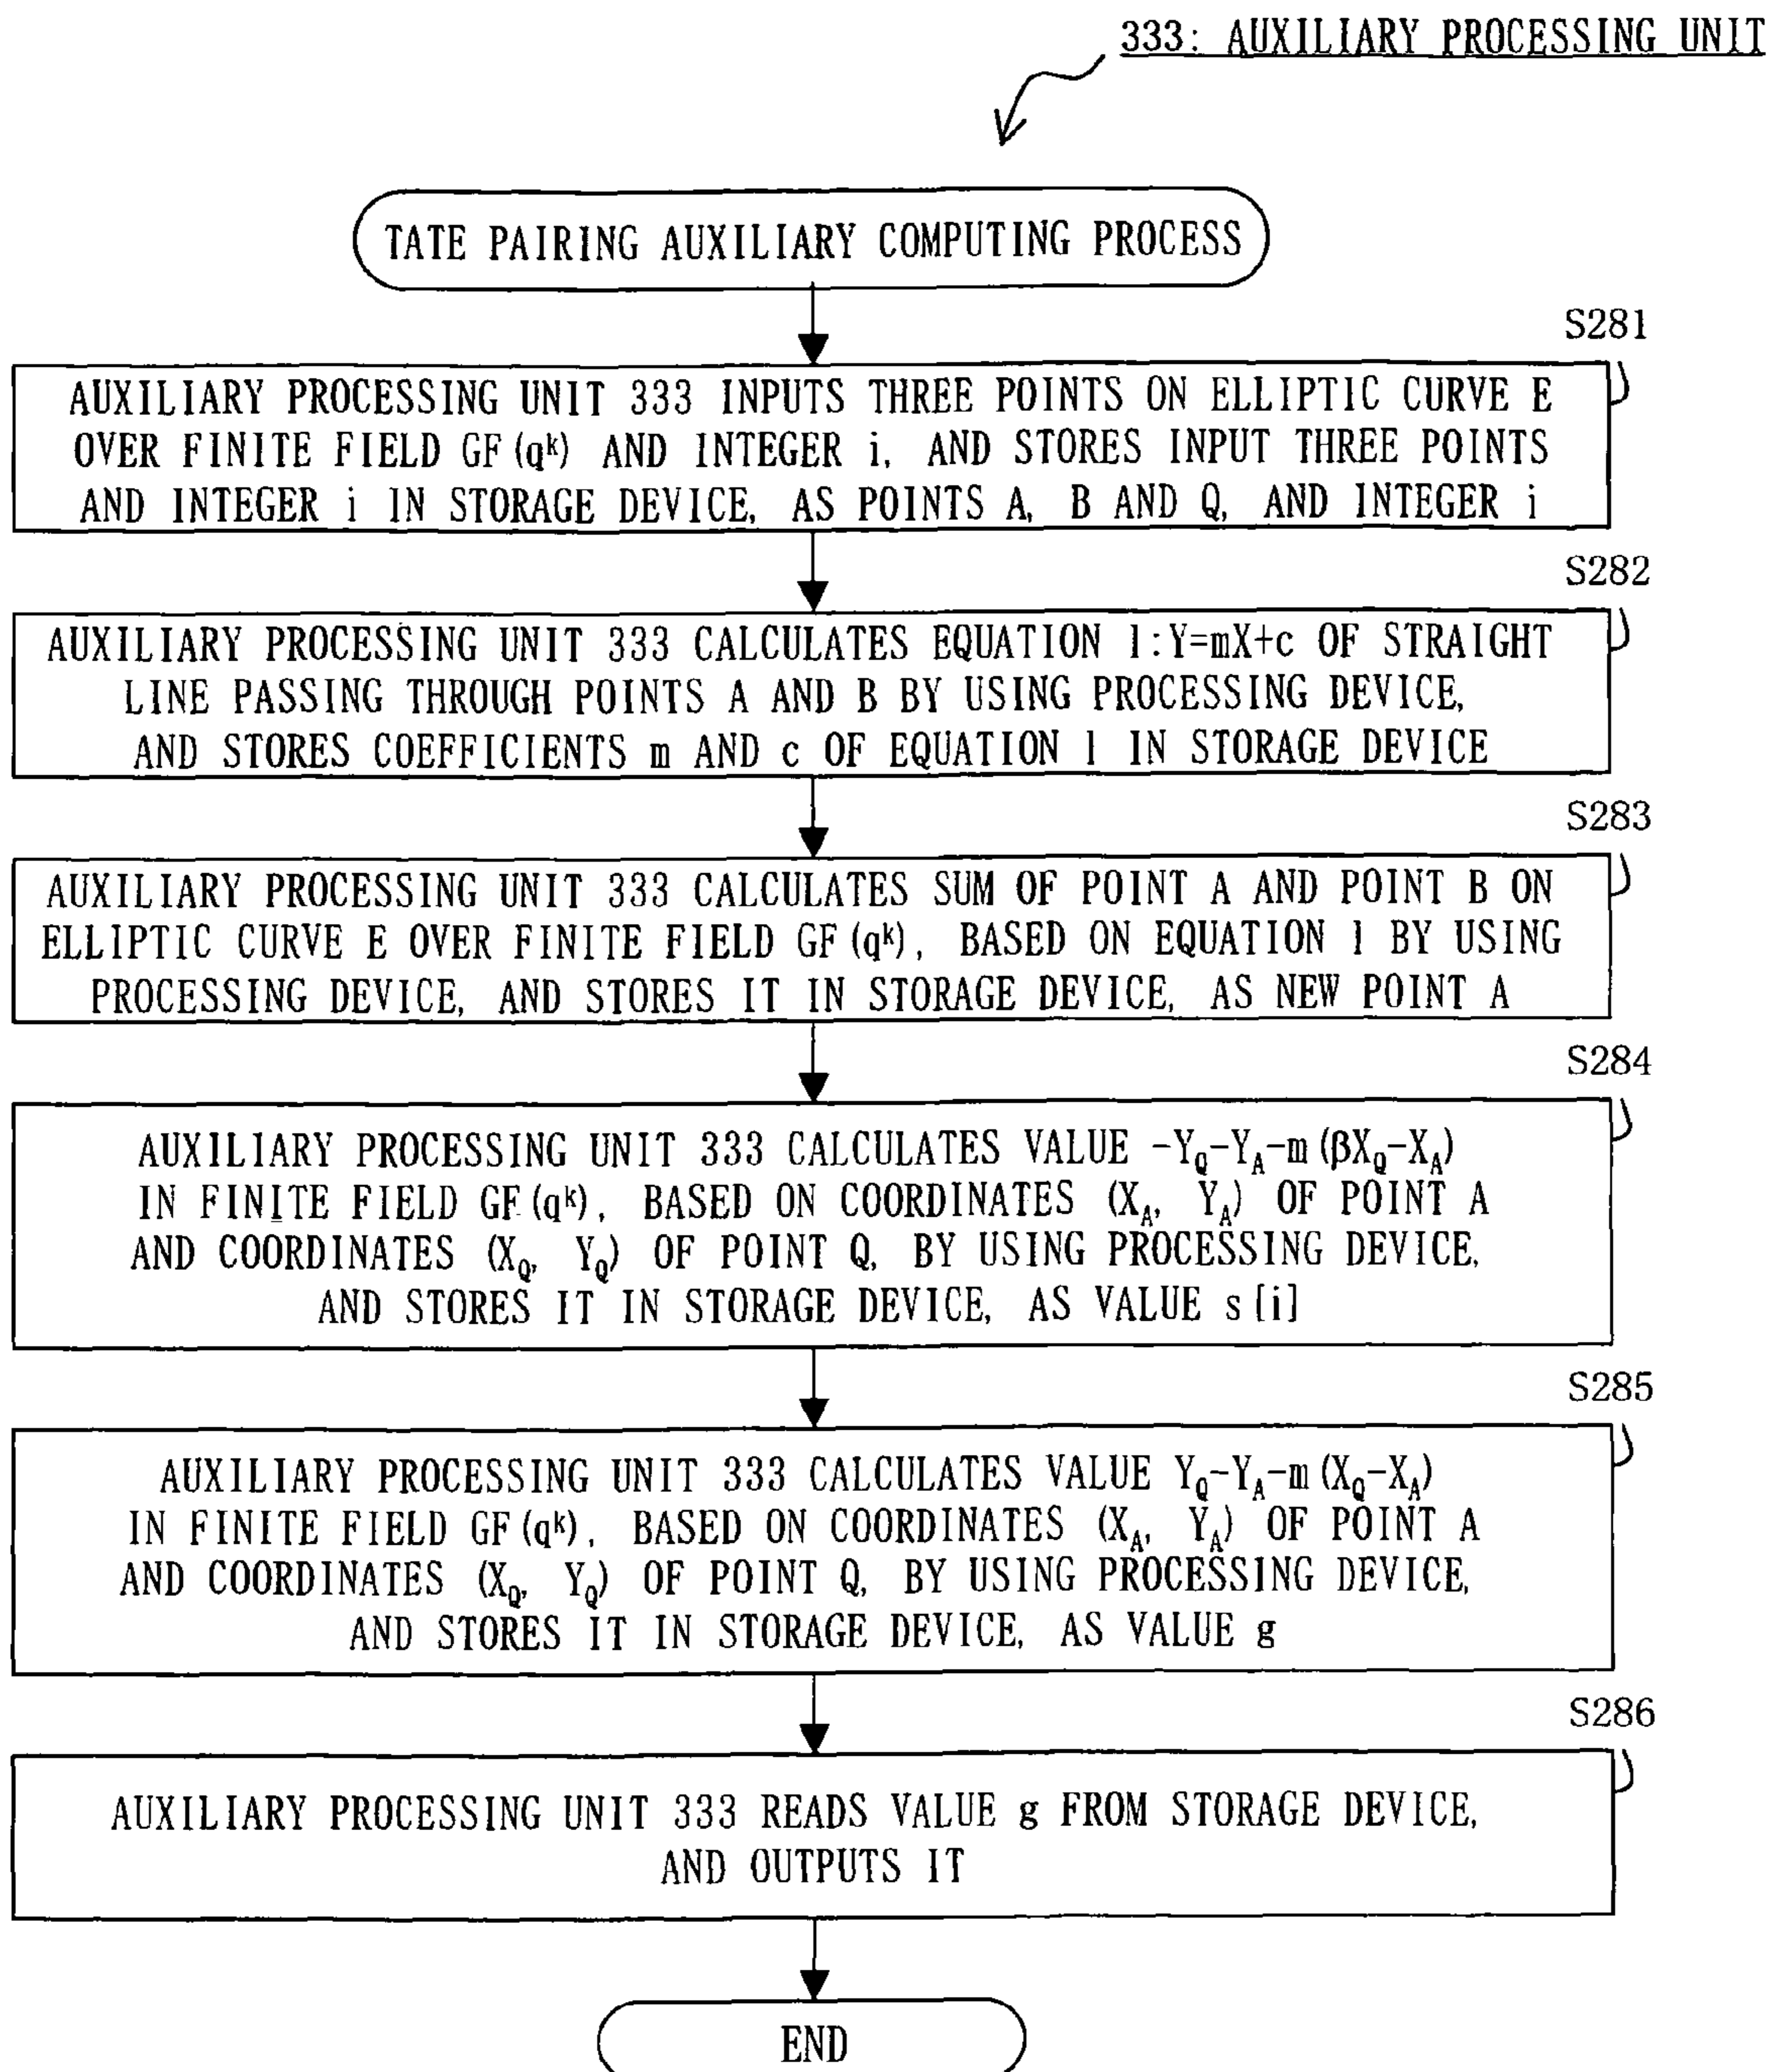 333: AUXILIARY PROCESSING UNIT
TATE PAIRING AUXILIARY COMPUTING PROCESS
S281
AUXILIARY PROCESSING UNIT 333 INPUTS THREE POINTS ON ELLIPTIC CURVE E
OVER FINITE FIELD GF(q^k) AND INTEGER i, AND STORES INPUT THREE POINTS
AND INTEGER i IN STORAGE DEVICE, AS POINTS A, B AND Q, AND INTEGER i
S282
AUXILIARY PROCESSING UNIT 333 CALCULATES EQUATION l:Y=mX+c OF STRAIGHT
LINE PASSING THROUGH POINTS A AND B BY USING PROCESSING DEVICE,
AND STORES COEFFICIENTS m AND c OF EQUATION l IN STORAGE DEVICE
S283
AUXILIARY PROCESSING UNIT 333 CALCULATES SUM OF POINT A AND POINT B ON
ELLIPTIC CURVE E OVER FINITE FIELD GF(q^k), BASED ON EQUATION l BY USING
PROCESSING DEVICE, AND STORES IT IN STORAGE DEVICE, AS NEW POINT A
S284
AUXILIARY PROCESSING UNIT 333 CALCULATES VALUE -Y_Q-Y_A-m(βX_Q-X_A)
IN FINITE FIELD GF(q^k), BASED ON COORDINATES (X_A, Y_A) OF POINT A
AND COORDINATES (X_Q, Y_Q) OF POINT Q, BY USING PROCESSING DEVICE,
AND STORES IT IN STORAGE DEVICE, AS VALUE s[i]
S285
AUXILIARY PROCESSING UNIT 333 CALCULATES VALUE Y_Q-Y_A-m(X_Q-X_A)
IN FINITE FIELD GF(q^k), BASED ON COORDINATES (X_A, Y_A) OF POINT A
AND COORDINATES (X_Q, Y_Q) OF POINT Q, BY USING PROCESSING DEVICE,
AND STORES IT IN STORAGE DEVICE, AS VALUE g
S286
AUXILIARY PROCESSING UNIT 333 READS VALUE g FROM STORAGE DEVICE,
AND OUTPUTS IT
END